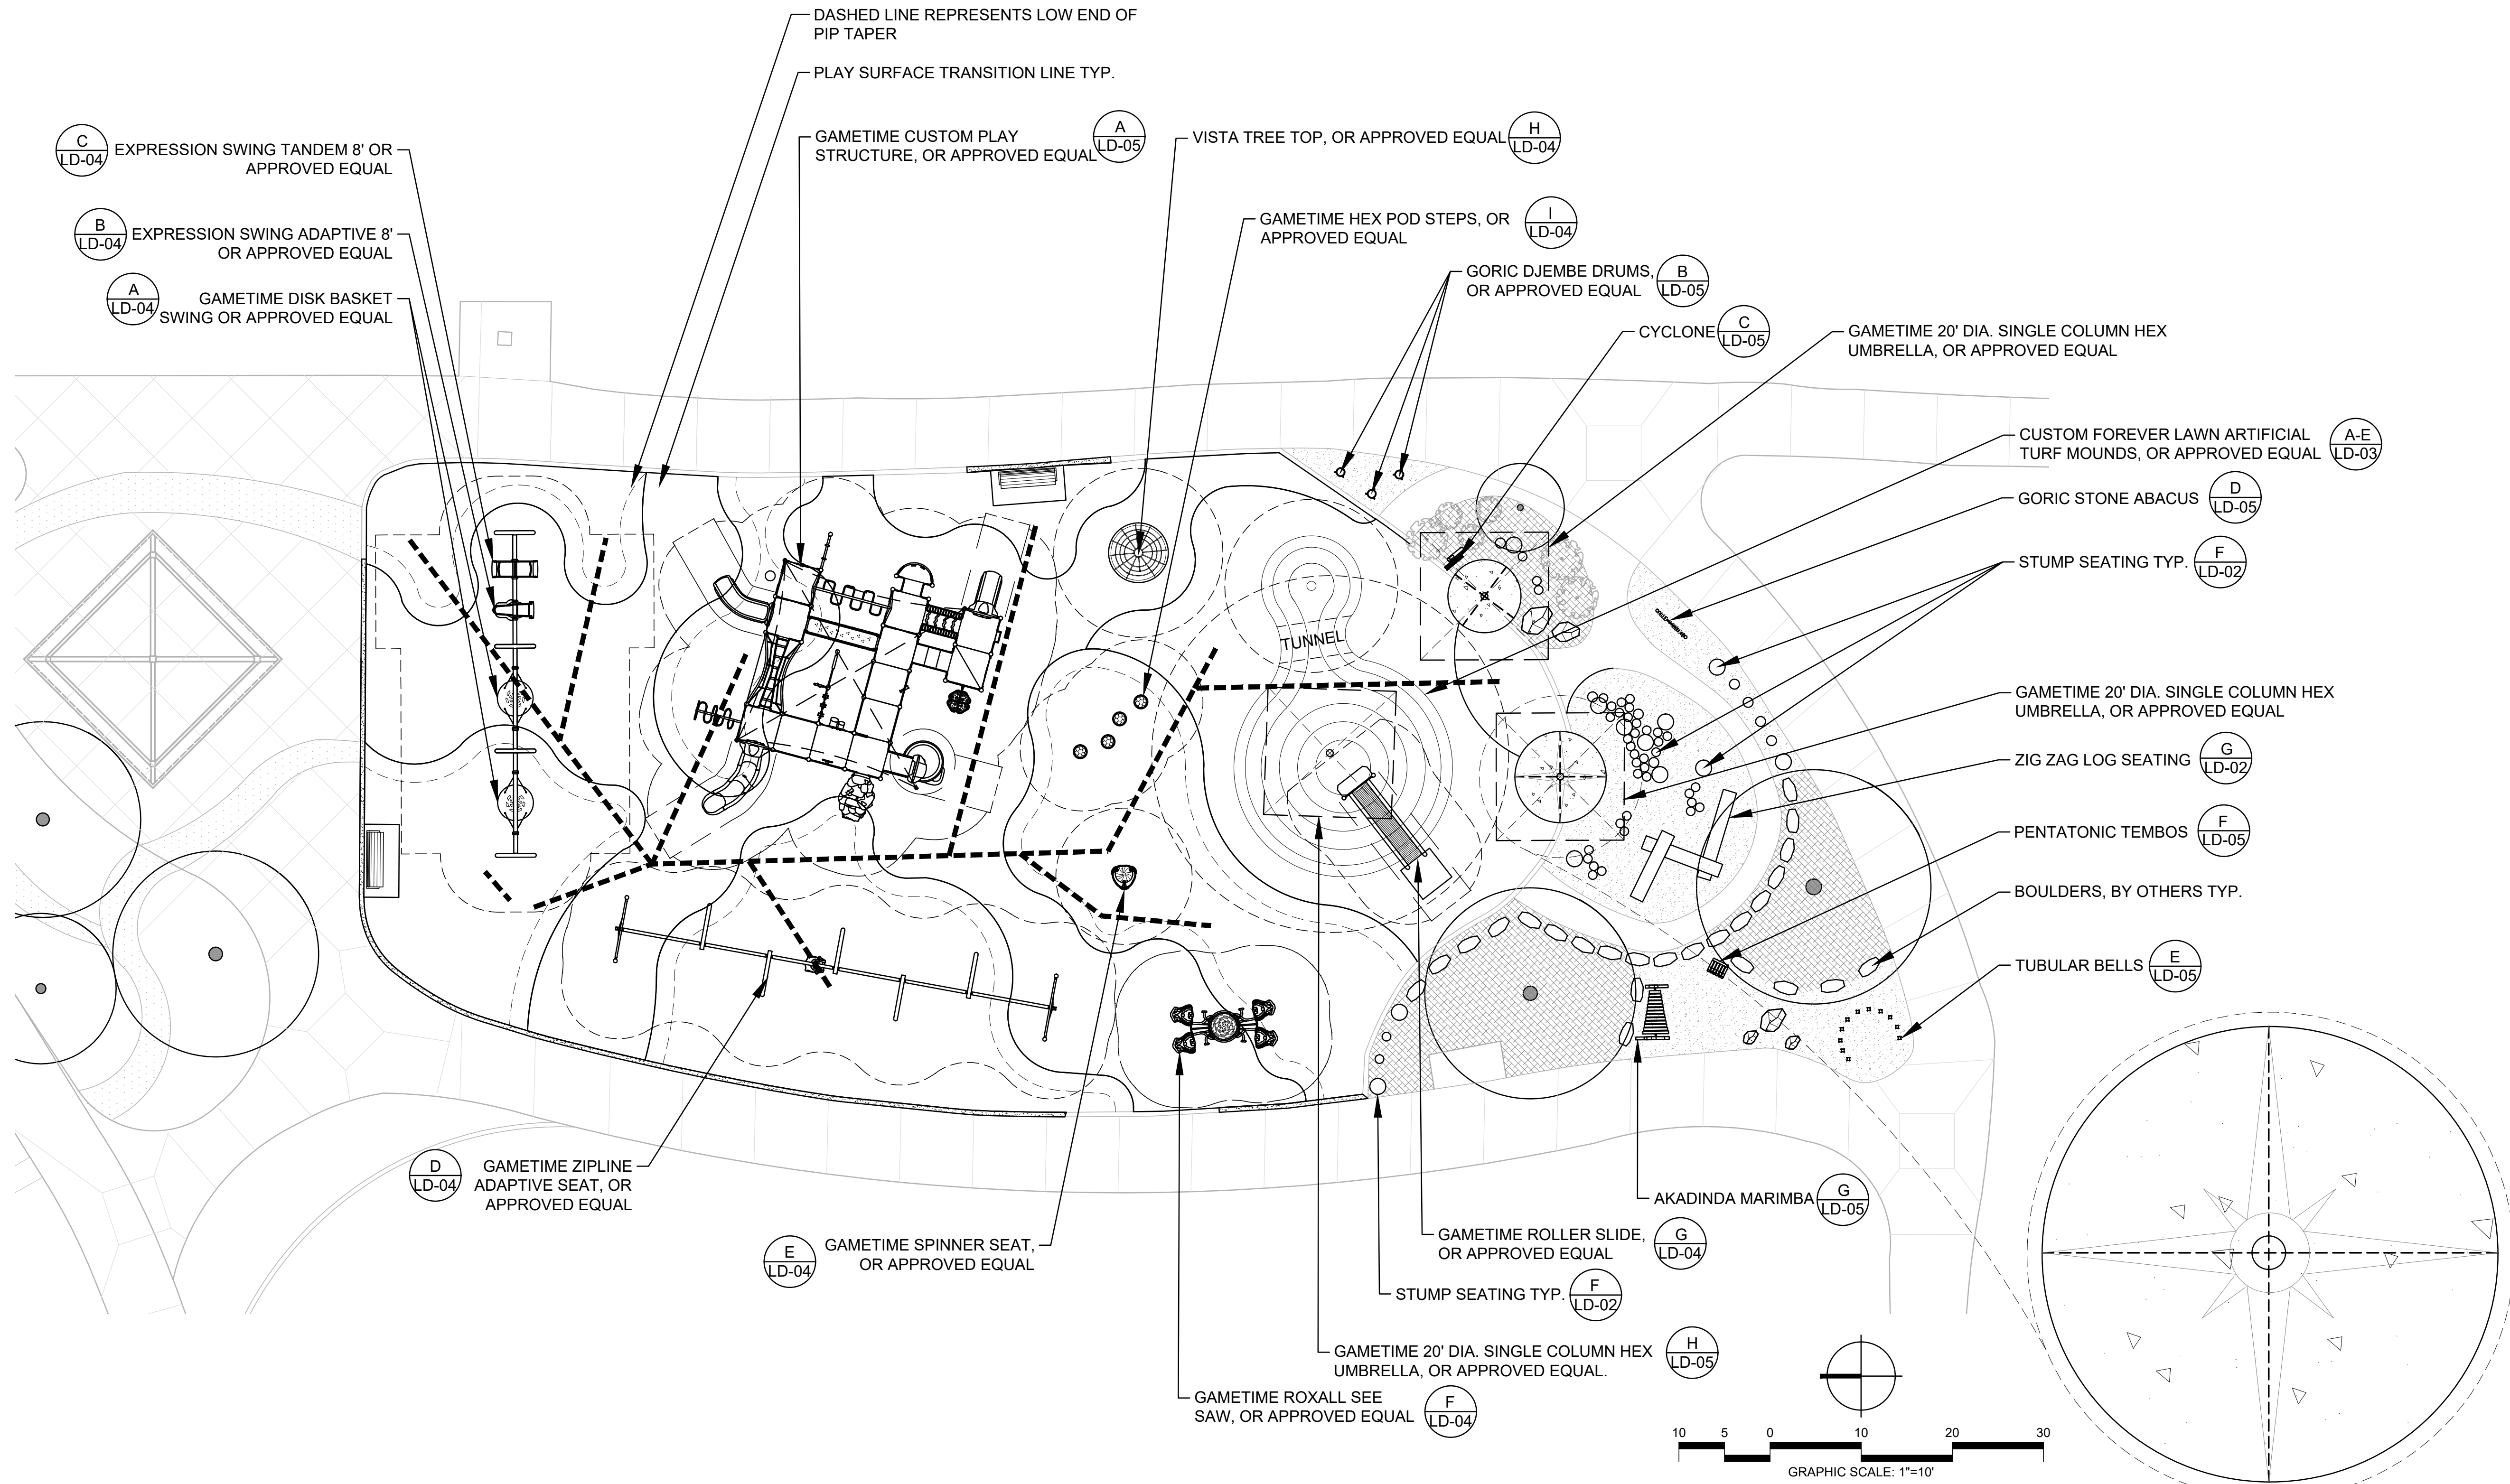 DASHED LINE REPRESENTS LOW END OF
PIP TAPER
PLAY SURFACE TRANSITION LINE TYP.
C
LD-04
EXPRESSION SWING TANDEM 8' OR
APPROVED EQUAL
GAMETIME CUSTOM PLAY
STRUCTURE, OR APPROVED EQUAL
A
LD-05
VISTA TREE TOP, OR APPROVED EQUAL
H
LD-04
B
LD-04
EXPRESSION SWING ADAPTIVE 8'
OR APPROVED EQUAL
GAMETIME HEX POD STEPS, OR
APPROVED EQUAL
I
LD-04
A
LD-04
GAMETIME DISK BASKET
SWING OR APPROVED EQUAL
GORIC DJEMBE DRUMS,
OR APPROVED EQUAL
B
LD-05
CYCLONE
C
LD-05
GAMETIME 20' DIA. SINGLE COLUMN HEX
UMBRELLA, OR APPROVED EQUAL
CUSTOM FOREVER LAWN ARTIFICIAL
TURF MOUNDS, OR APPROVED EQUAL
A-E
LD-03
GORIC STONE ABACUS
D
LD-05
STUMP SEATING TYP.
F
LD-02
TUNNEL
GAMETIME 20' DIA. SINGLE COLUMN HEX
UMBRELLA, OR APPROVED EQUAL
ZIG ZAG LOG SEATING
G
LD-02
PENTATONIC TEMBOS
F
LD-05
BOULDERS, BY OTHERS TYP.
TUBULAR BELLS
E
LD-05
D
LD-04
GAMETIME ZIPLINE
ADAPTIVE SEAT, OR
APPROVED EQUAL
AKADINDA MARIMBA
G
LD-05
E
LD-04
GAMETIME SPINNER SEAT,
OR APPROVED EQUAL
GAMETIME ROLLER SLIDE,
OR APPROVED EQUAL
G
LD-04
STUMP SEATING TYP.
F
LD-02
GAMETIME 20' DIA. SINGLE COLUMN HEX
UMBRELLA, OR APPROVED EQUAL.
H
LD-05
GAMETIME ROXALL SEE
SAW, OR APPROVED EQUAL
F
LD-04
10 5 0 10 20 30
GRAPHIC SCALE: 1"=10'